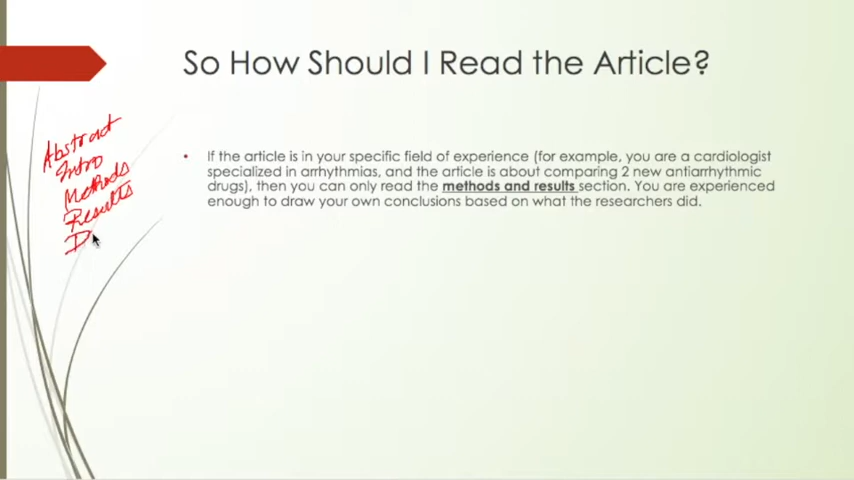 So How Should I Read the Article?
Abstract
Intro
Methods
Results
D
• If the article is in your specific field of experience (for example, you are a cardiologist
specialized in arrhythmias, and the article is about comparing 2 new antiarrhythmic
drugs), then you can only read the methods and results section. You are experienced
enough to draw your own conclusions based on what the researchers did.